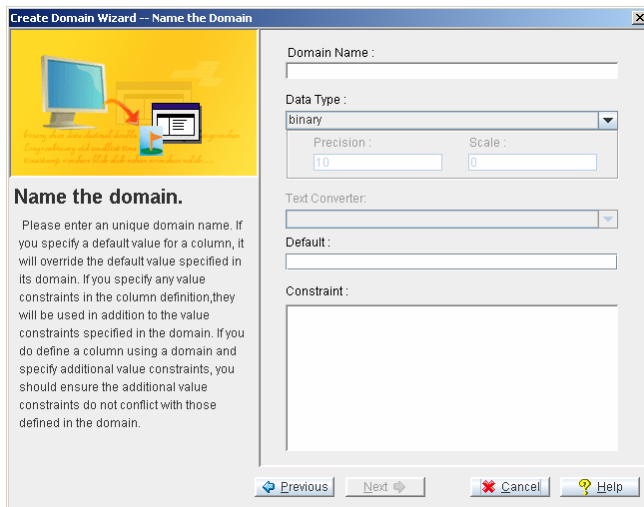 Create Domain Wizard -- Name the Domain
Name the domain.
Please enter an unique domain name. If
you specify a default value for a column, it
will override the default value specified in
its domain. If you specify any value
constraints in the column definition,they
will be used in addition to the value
constraints specified in the domain. If you
do define a column using a domain and
specify additional value constraints, you
should ensure the additional value
constraints do not conflict with those
defined in the domain.
Domain Name :
Data Type :
binary
Precision :
Scale :
10
0
Text Converter:
Default :
Constraint :
Previous
Next
Cancel
Help